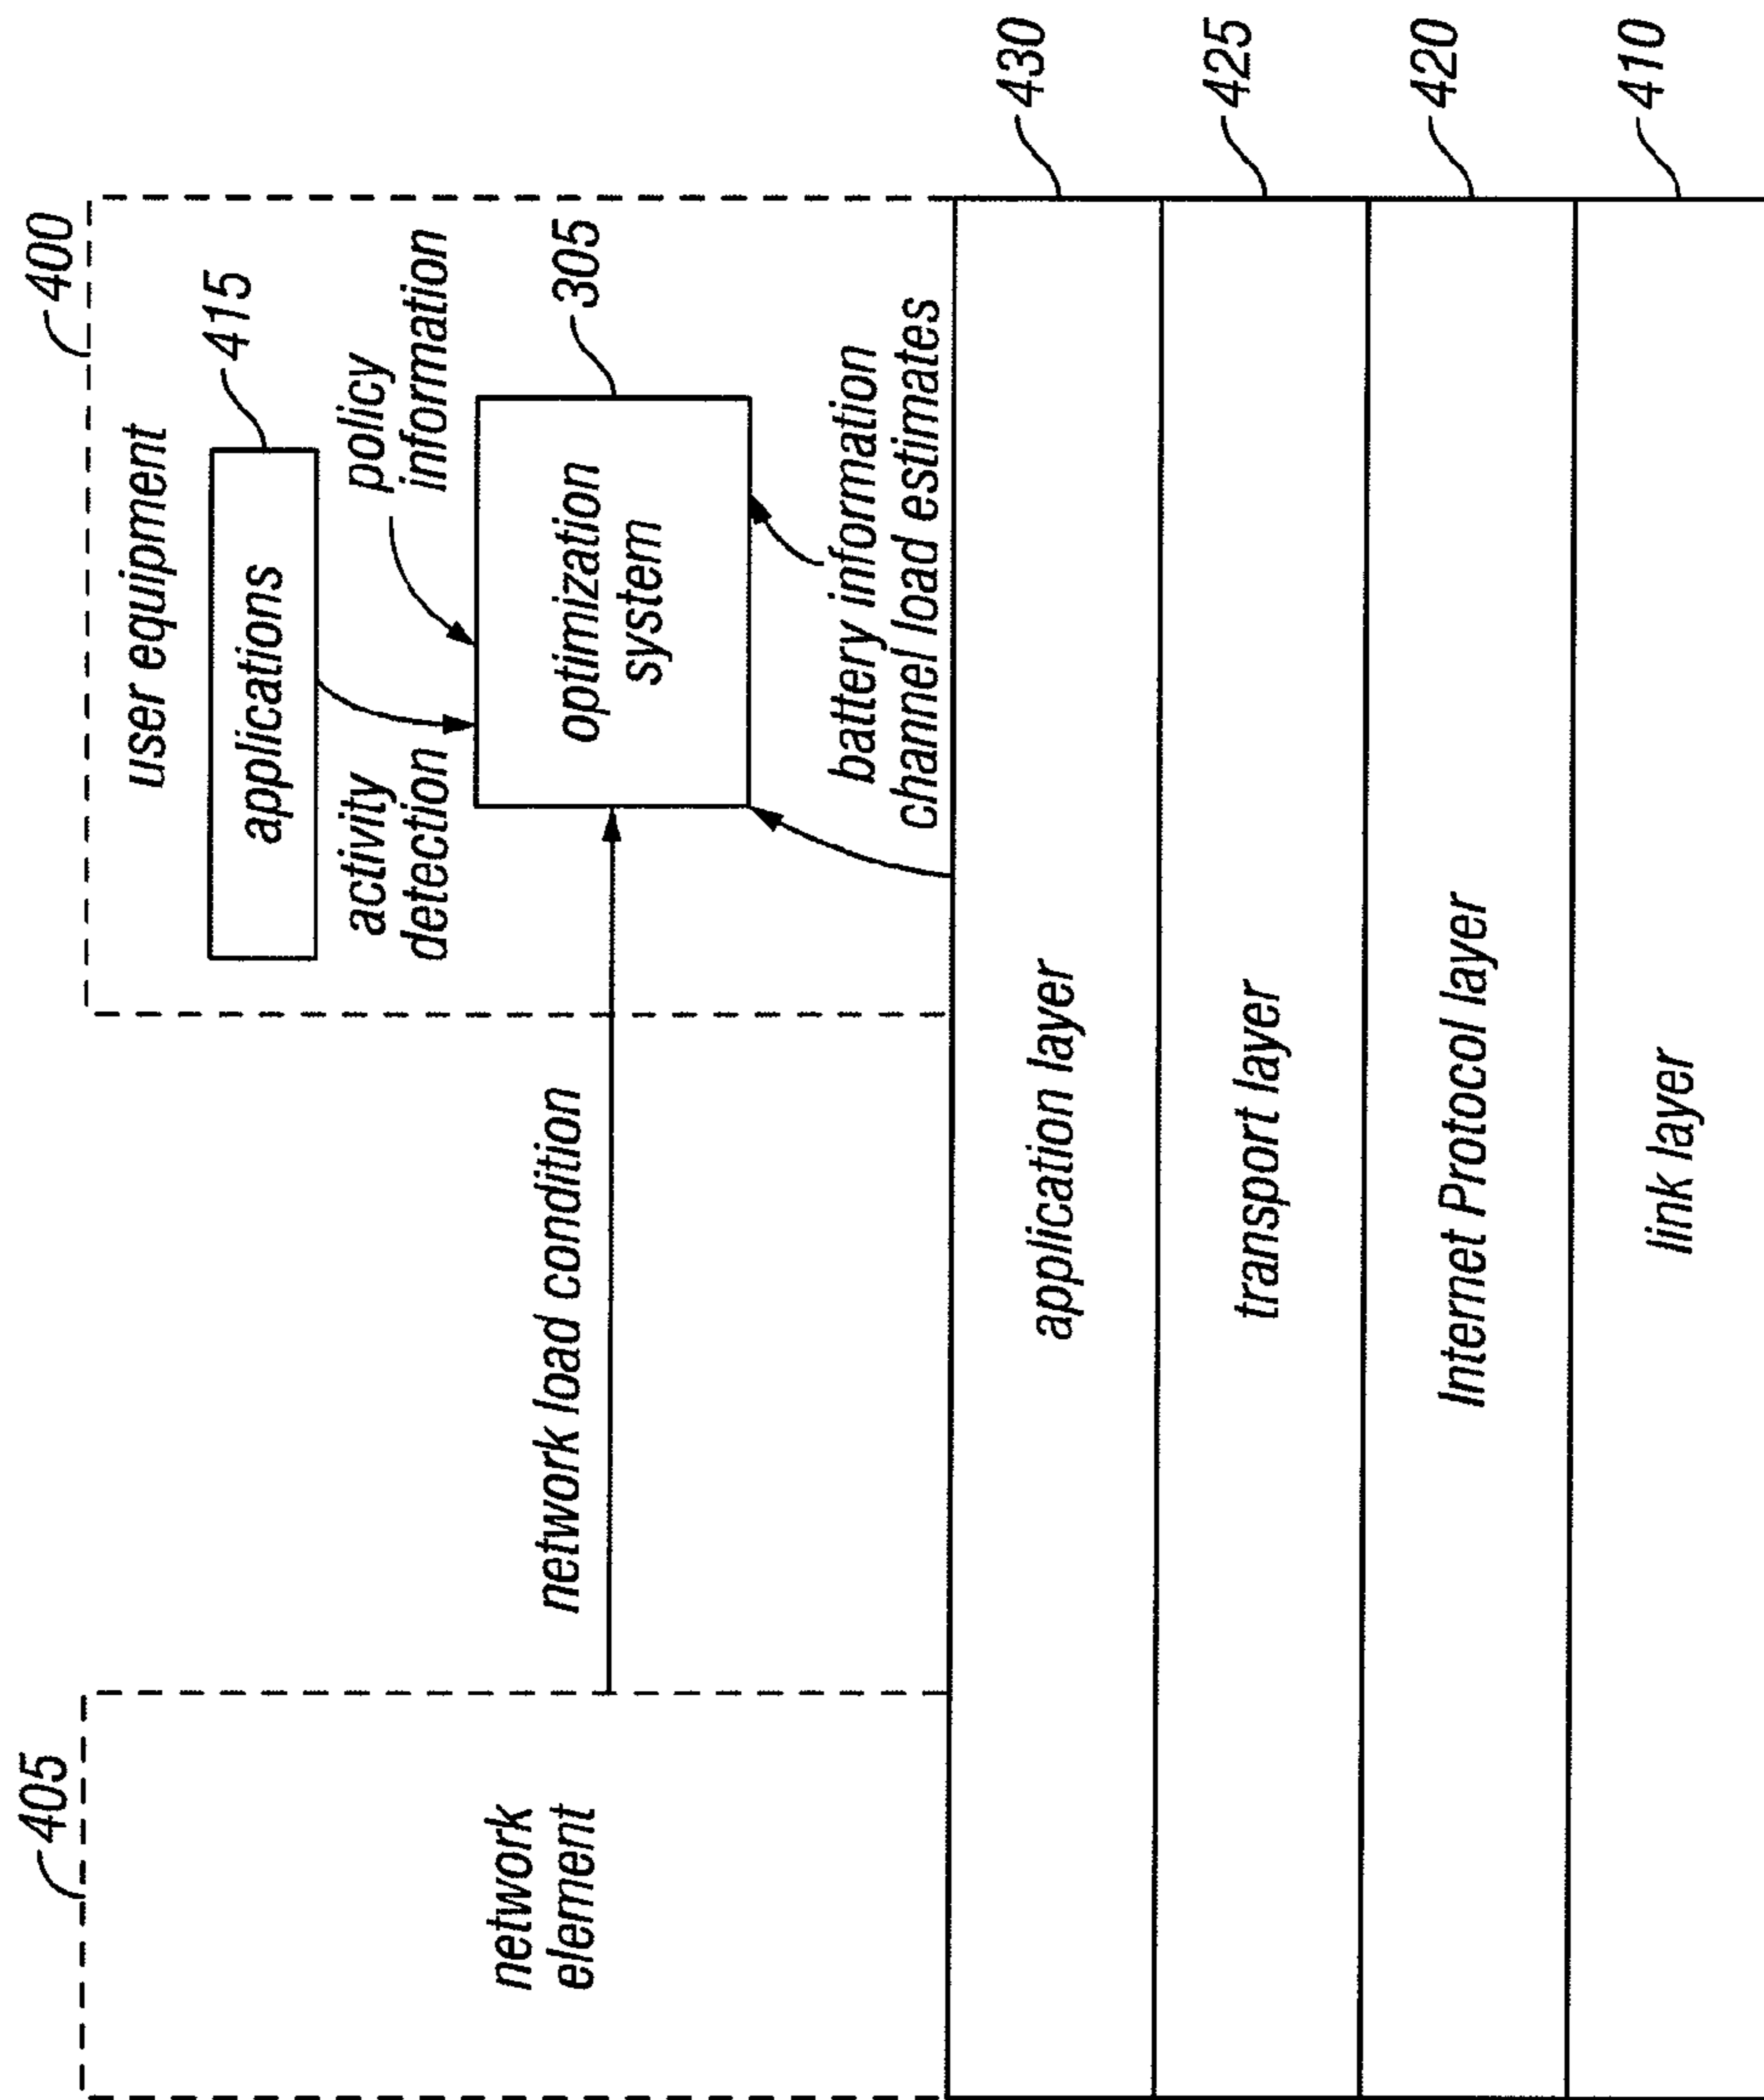 405
400
user equipment
415
applications
activity
detection
policy
information
network
element
network load condition
optimization
system
305
battery information
channel load estimates
application layer
430
transport layer
425
Internet Protocol layer
420
link layer
410